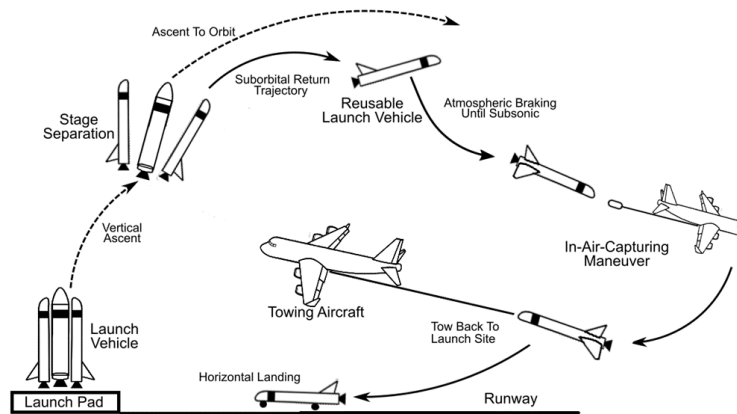 Ascent To Orbit
Suborbital Return
Trajectory
Stage
Separation
Reusable
Launch Vehicle
Atmospheric Braking
Until Subsonic
Vertical
Ascent
In-Air-Capturing
Maneuver
Launch
Vehicle
Towing Aircraft
Tow Back To
Launch Site
Horizontal Landing
Launch Pad
Runway